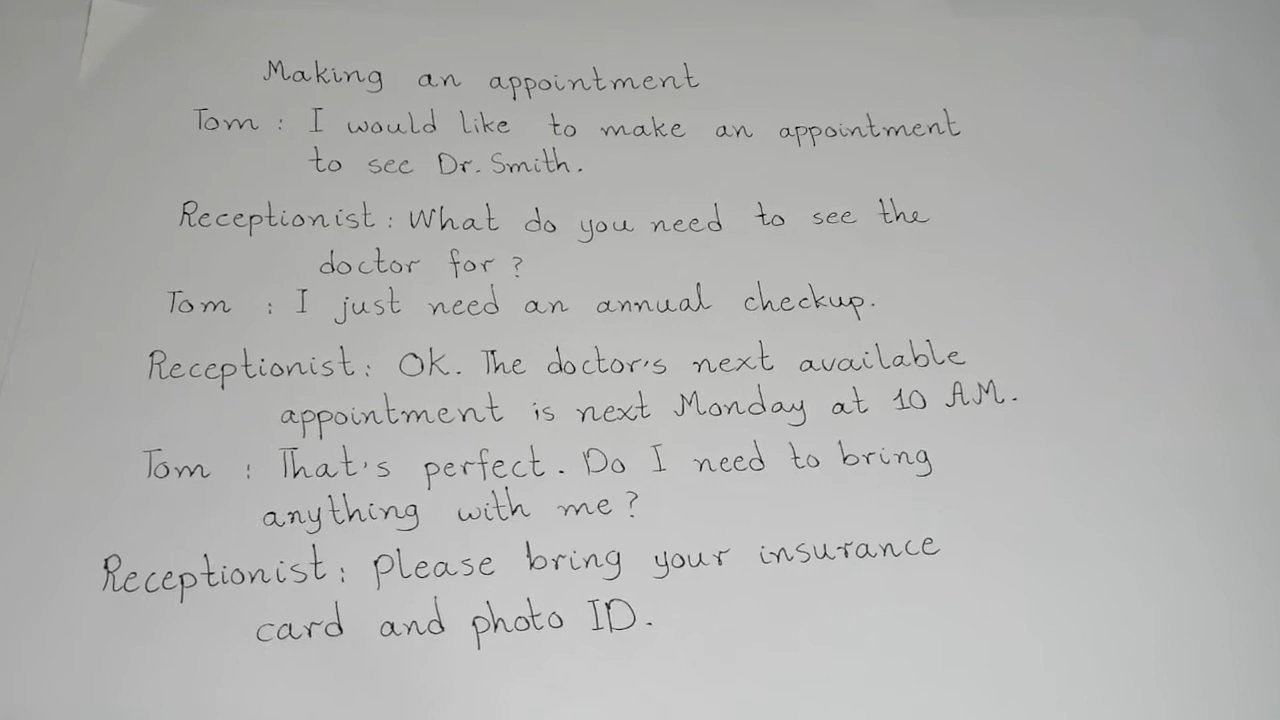 Making an appointment
Tom : I would like to make an appointment
to see Dr. Smith.
Receptionist : What do you need to see the
doctor for ?
Tom : I just need an annual checkup.
Receptionist : OK. The doctor's next available
appointment is next Monday at 10 AM.
Tom : That's perfect. Do I need to bring
anything with me ?
Receptionist : Please bring your insurance
card and photo ID.